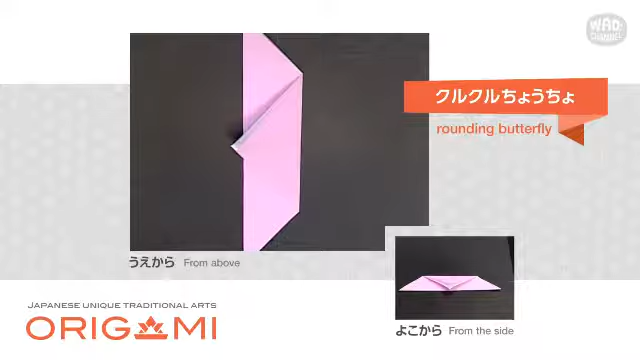 WAO!
CHANNEL
クルクルちょうちょ
rounding butterfly
うえから From above
よこから From the side
JAPANESE UNIQUE TRADITIONAL ARTS
ORIGAMI